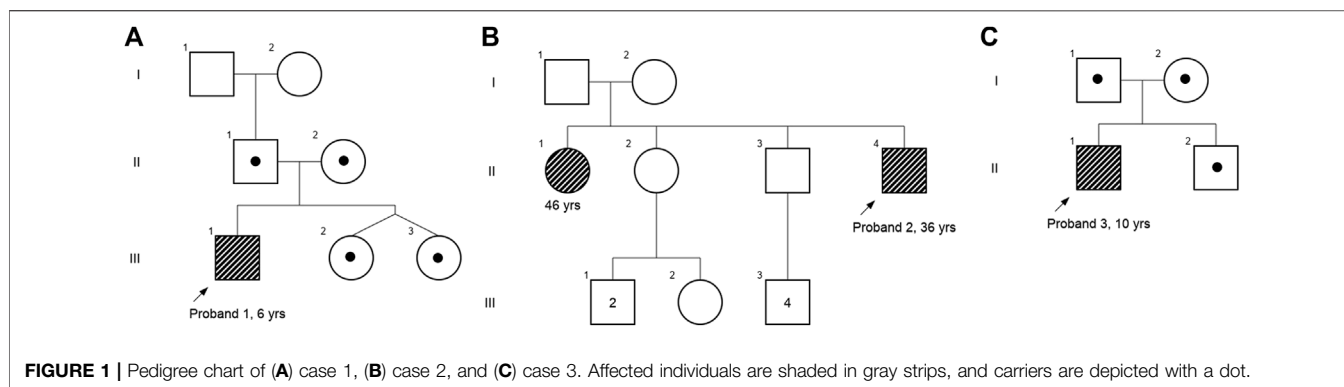 A
B
C
1
2
I
1
2
I
1
2
I
1
2
II
1
2
3
4
II
46 yrs
Proband 2, 36 yrs
1
2
II
Proband 3, 10 yrs
1
2
3
III
Proband 1, 6 yrs
1
2
3
III
2
4
FIGURE 1 | Pedigree chart of (A) case 1, (B) case 2, and (C) case 3. Affected individuals are shaded in gray strips, and carriers are depicted with a dot.